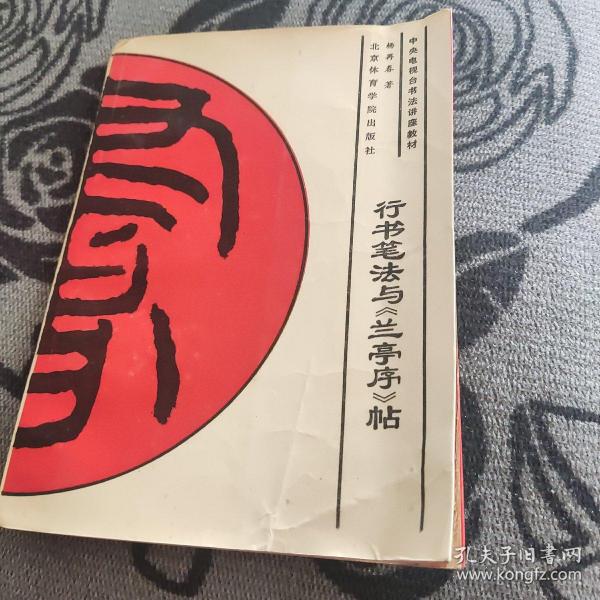 中央电视台书法讲座教材
杨再春 著
北京体育学院出版社
行书笔法与《兰亭序》帖
孔夫子旧书网
www.kongfz.com